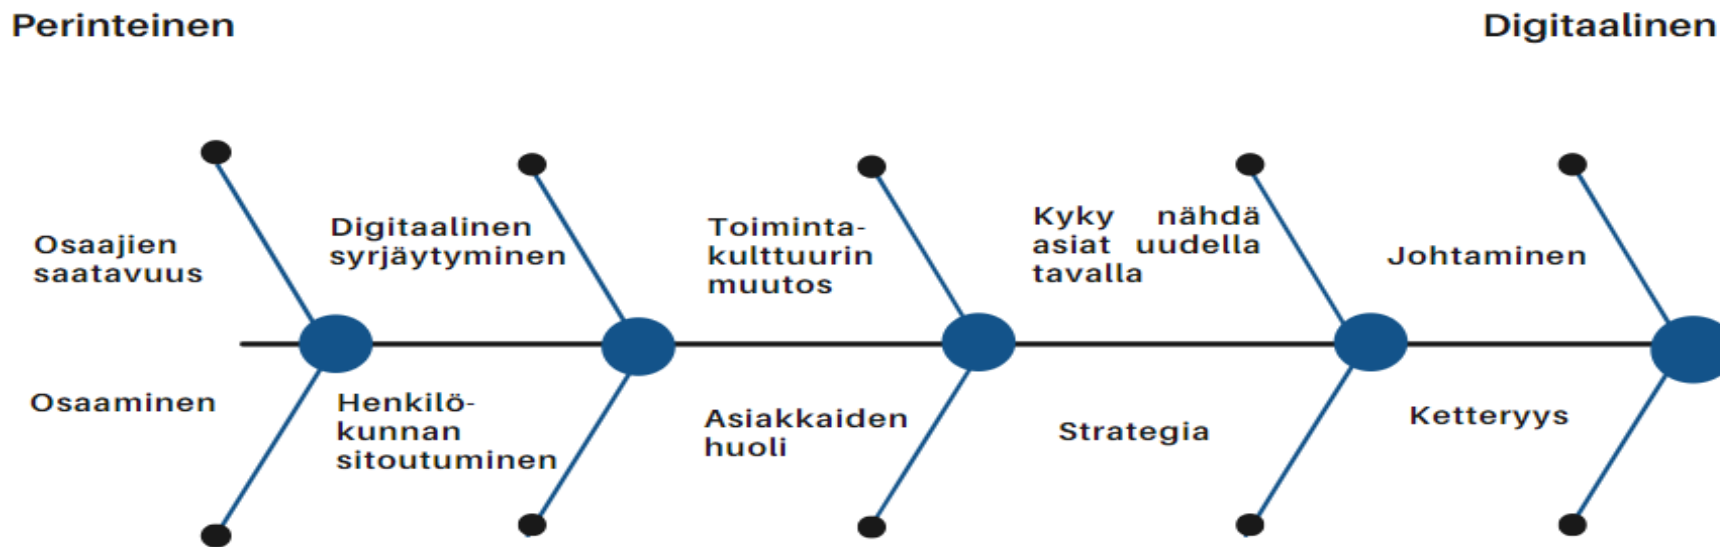 Perinteinen
Digitaalinen
Osaajien
saatavuus
Digitaalinen
syrjäytyminen
Toiminta-
kulttuurin
muutos
Kyky nähdä
asiat uudella
tavalla
Johtaminen
Osaaminen
Henkilö-
kunnan
sitoutuminen
Asiakkaiden
huoli
Strategia
Ketteryys